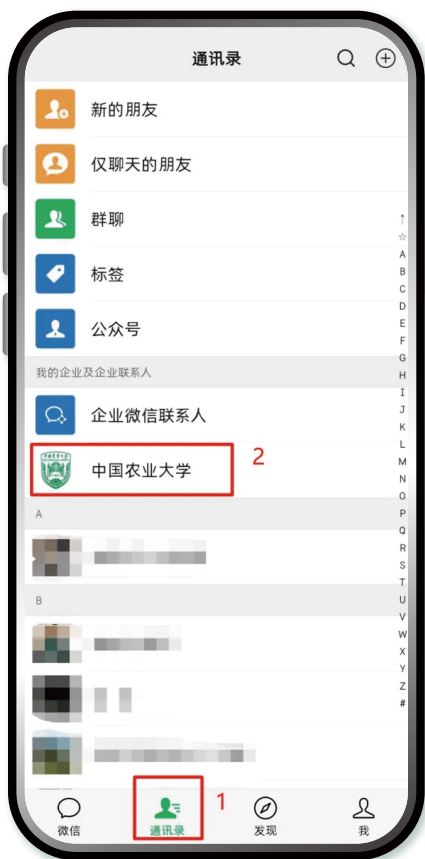 通讯录
新的朋友
仅聊天的朋友
群聊
标签
公众号
我的企业及企业联系人
企业微信联系人
中国农业大学
2
A
B
↑
☆
A
B
C
D
E
F
G
H
I
J
K
L
M
N
O
P
Q
R
S
T
U
V
W
X
Y
Z
#
1
微信
通讯录
发现
我